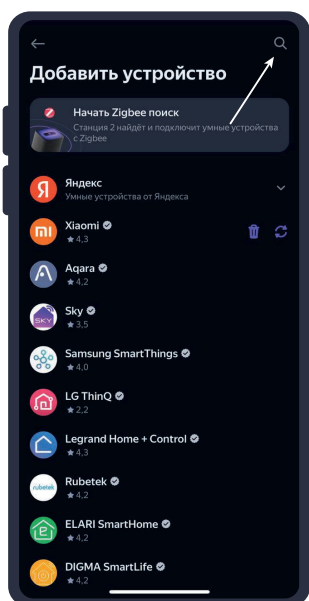 Добавить устройство
Начать Zigbee поиск
Станция 2 найдёт и подключит умные устройства
с Zigbee
Я
Яндекс
Умные устройства от Яндекса
Xiaomi
4,3
Aqara
4,2
SKY
Sky
3,5
Samsung SmartThings
4,0
LG ThinQ
2,2
Legrand Home + Control
4,3
rubetek
Rubetek
4,2
ELARI SmartHome
4,2
DIGMA SmartLife
4,2